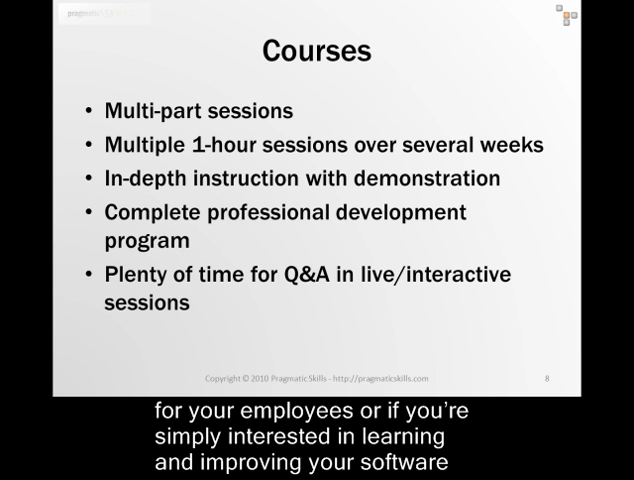 Courses
• Multi-part sessions
• Multiple 1-hour sessions over several weeks
• In-depth instruction with demonstration
• Complete professional development
program
• Plenty of time for Q&A in live/interactive
sessions
Copyright © 2010 PragmaticSkills - http://pragmaticskills.com
8
for your employees or if you're
simply interested in learning
and improving your software